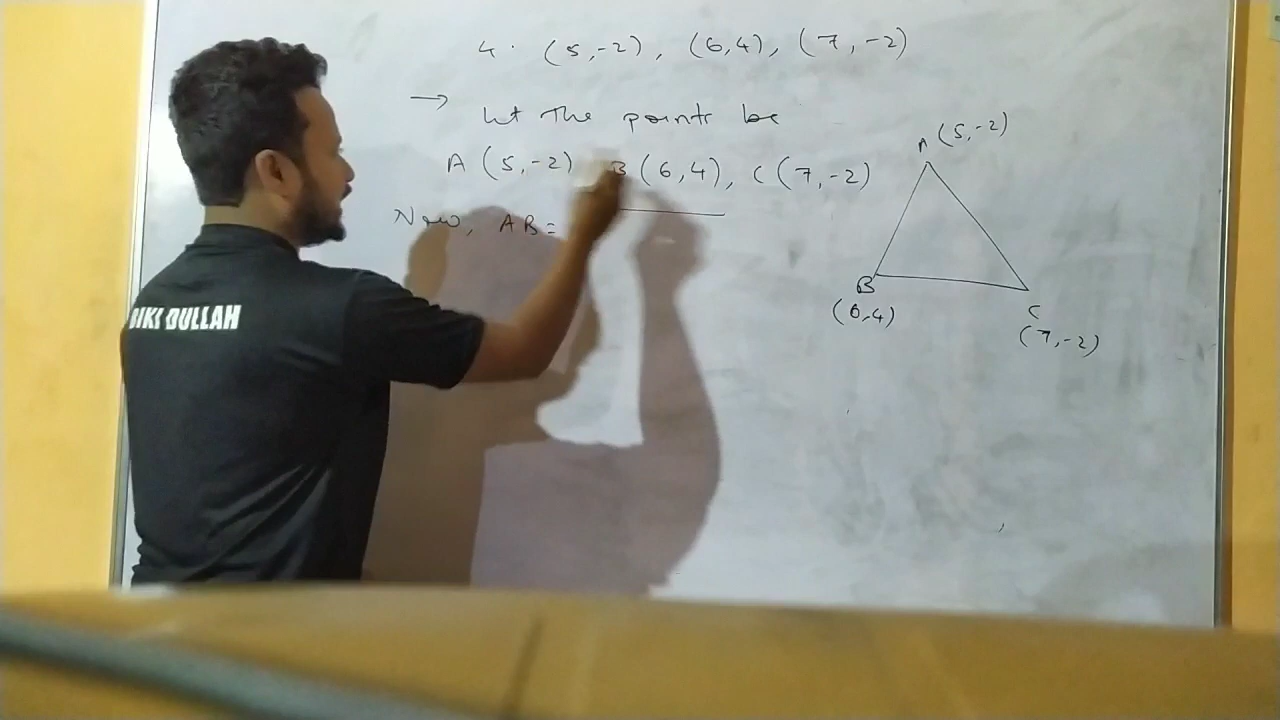 4. (5,-2), (6,4), (7,-2)
→ let the points be
A (5,-2) B (6,4), C (7,-2)
Now, AB =
A (5,-2)
B
(6,4)
C
(7,-2)
BIKI DULLAH